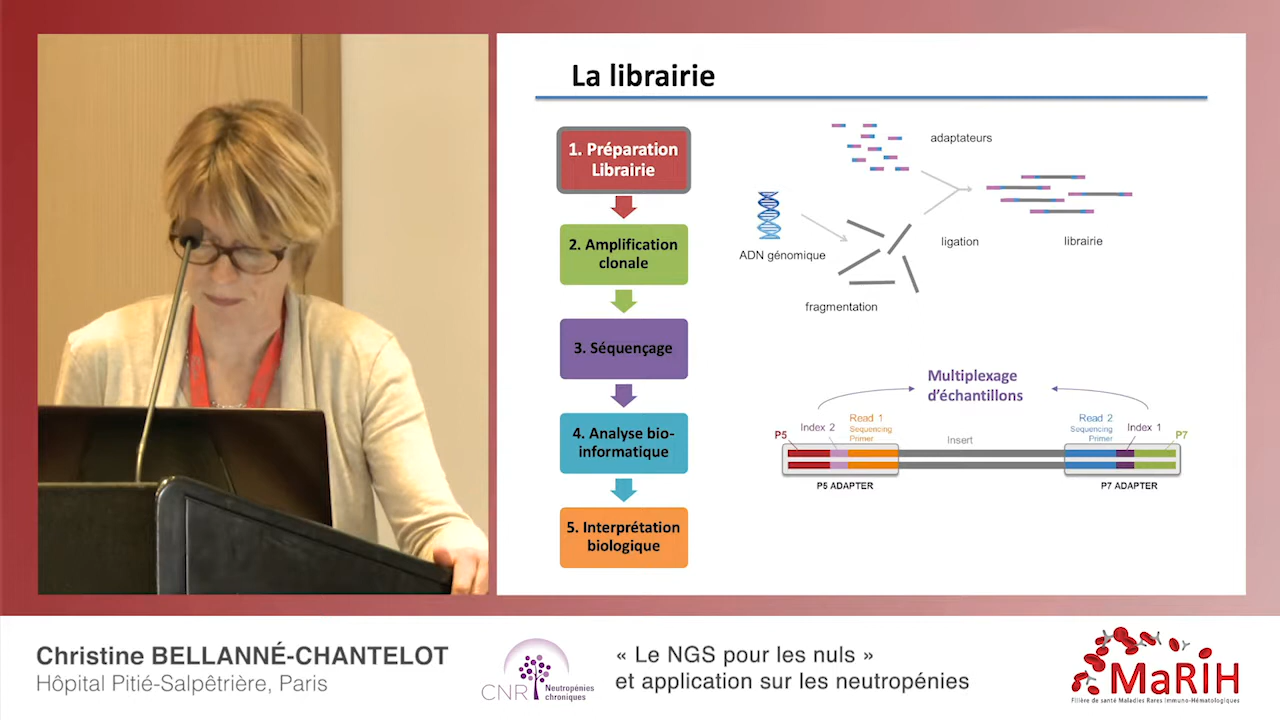 La librairie
1. Préparation
Librairie
2. Amplification
clonale
3. Séquençage
4. Analyse bio-
informatique
5. Interprétation
biologique
adaptateurs
ADN génomique
ligation
librairie
fragmentation
Multiplexage
d'échantillons
P5
Index 2
Read 1
Sequencing
Primer
Insert
Read 2
Sequencing
Primer
Index 1
P7
P5 ADAPTER
P7 ADAPTER
Christine BELLANNÉ-CHANTELOT
Hôpital Pitié-Salpêtrière, Paris
CNR Neutropénies
chroniques
« Le NGS pour les nuls »
et application sur les neutropénies
MaRIH
Filière de santé Maladies Rares Immuno-Hématologiques